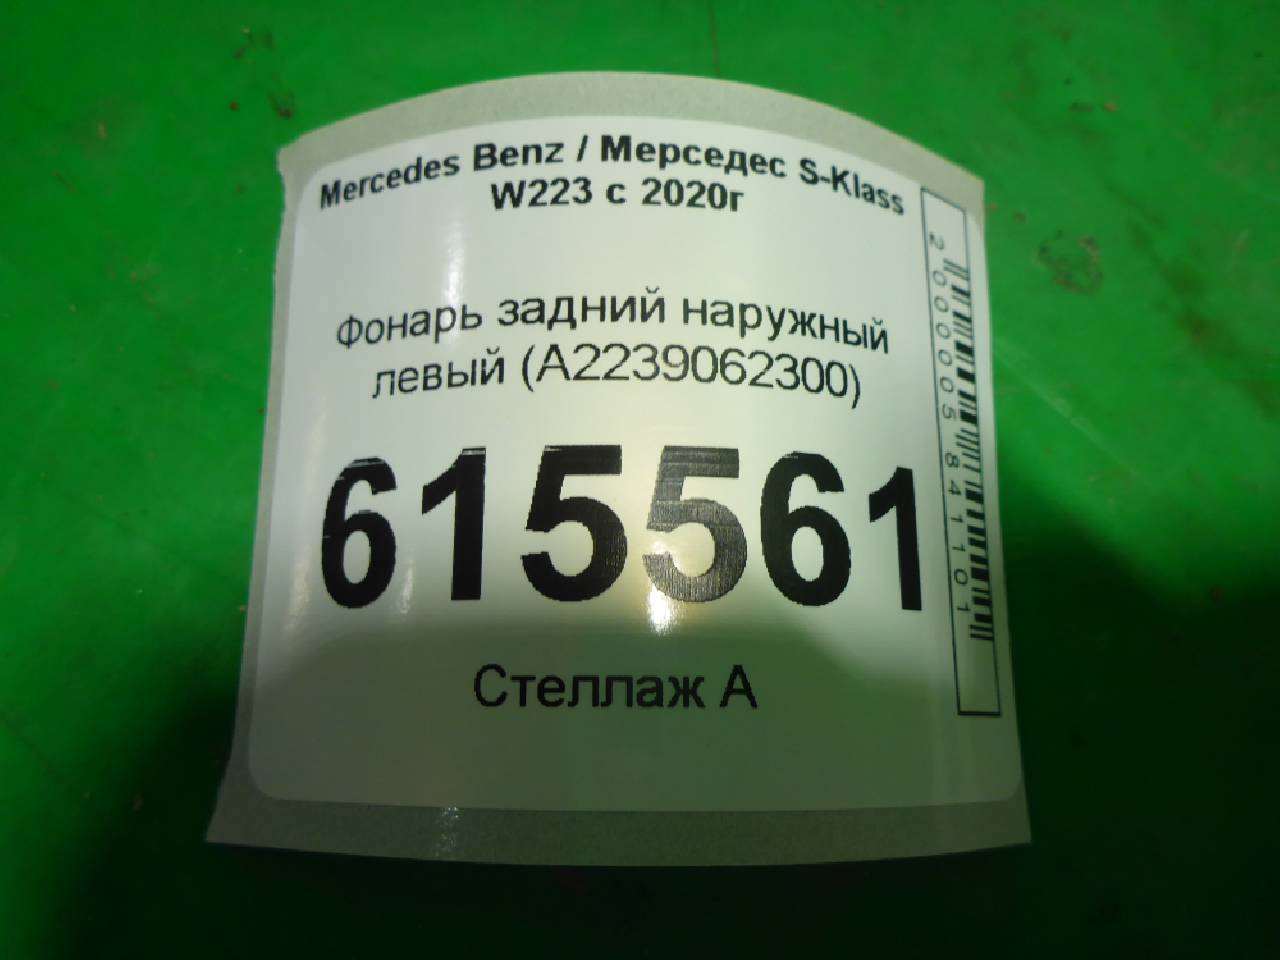 Mercedes Benz / Мерседес S-Klass
W223 с 2020г
Фонарь задний наружный
левый (A2239062300)
615561
Стеллаж А
2000005841101